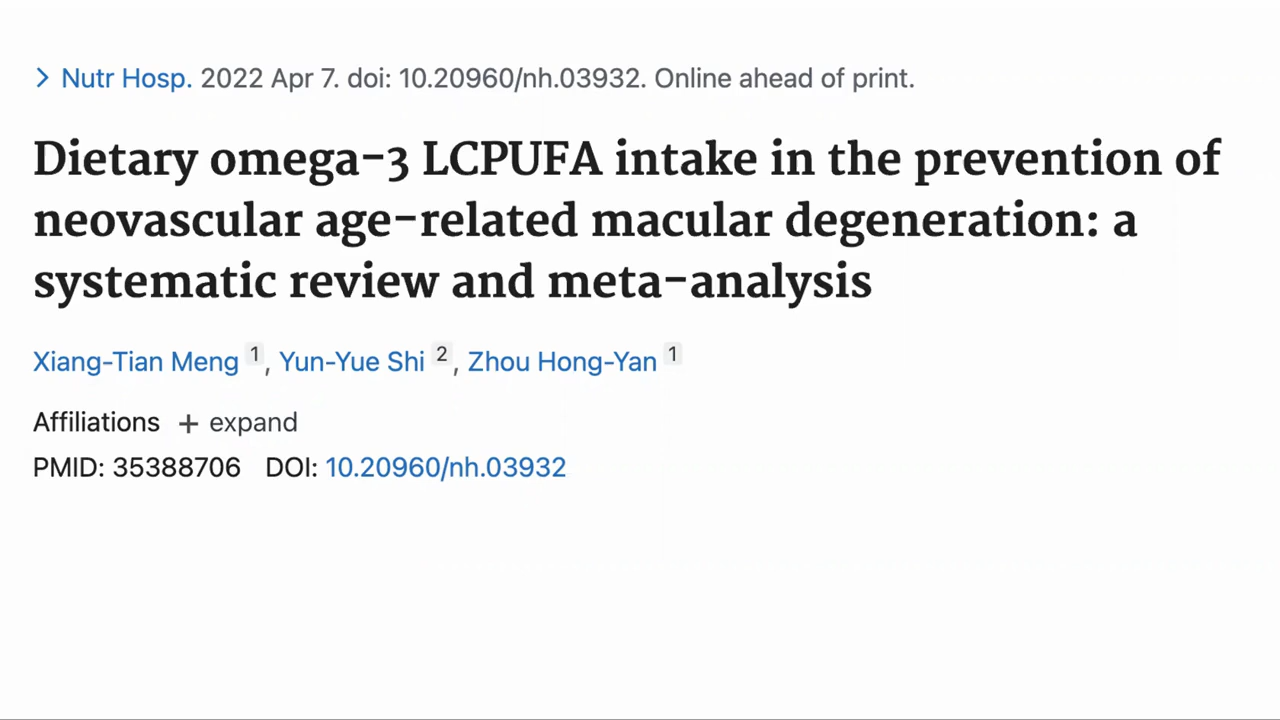 > Nutr Hosp. 2022 Apr 7. doi: 10.20960/nh.03932. Online ahead of print.
Dietary omega-3 LCPUFA intake in the prevention of
neovascular age-related macular degeneration: a
systematic review and meta-analysis
Xiang-Tian Meng 1, Yun-Yue Shi 2, Zhou Hong-Yan 1
Affiliations + expand
PMID: 35388706 DOI: 10.20960/nh.03932